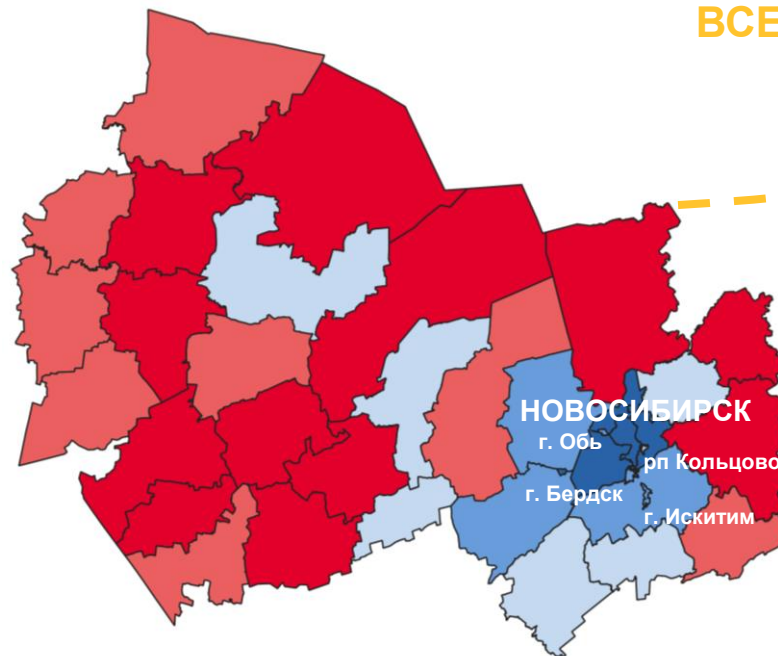 ВСЕ
НОВОСИБИРСК
г. Обь
рп Кольцово
г. Бердск
г. Искитим